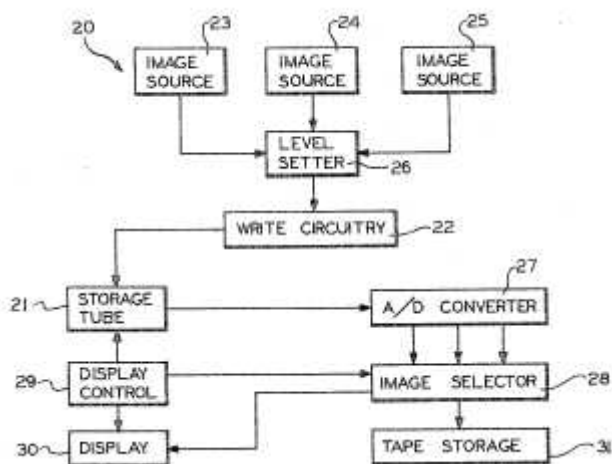 20
23
24
25
IMAGE
SOURCE
IMAGE
SOURCE
IMAGE
SOURCE
LEVEL
SETTER
26
WRITE CIRCUITRY
22
27
21
STORAGE
TUBE
A/D CONVERTER
29
DISPLAY
CONTROL
IMAGE SELECTOR
28
30
DISPLAY
TAPE STORAGE
31